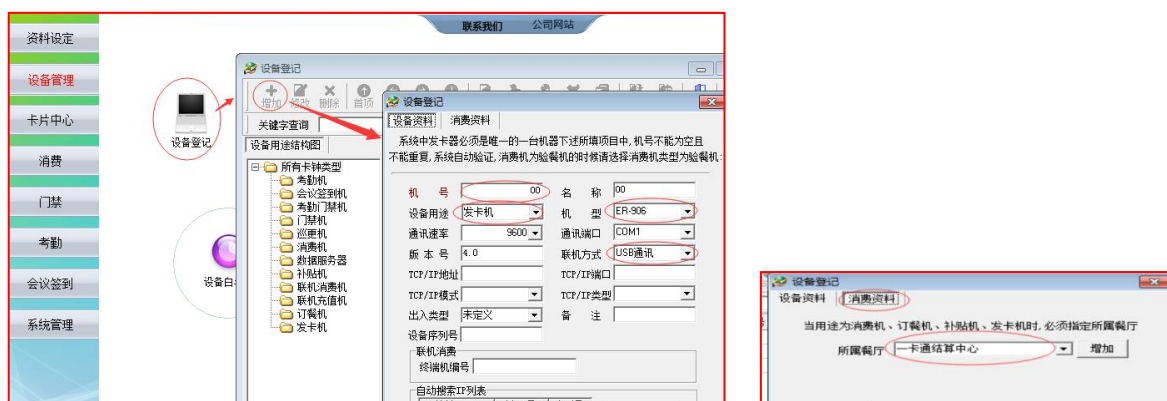 联系我们 公司网站
资料设定
设备管理
卡片中心
消费
门禁
考勤
会议签到
系统管理
设备登记
设备登记
增加 修改 删除 首项
关键字查询
设备用途结构图
所有卡钟类型
考勤机
会议签到机
考勤门禁机
门禁机
巡更机
消费机
数据服务器
补贴机
联机消费机
联机充值机
订餐机
发卡机
设备登记
设备资料 消费资料
系统中发卡器必须是唯一的一台机器下述所填项目中,机号不能为空且
不能重复,系统自动验证,消费机为验餐机的时候请选择消费机类型为验餐机:
机 号 00 名 称 00
设备用途 发卡机 机 型 ER-906
通讯速率 9600 通讯端口 COM1
版 本 号 4.0 联机方式 USB通讯
TCP/IP地址 TCP/IP端口
TCP/IP模式 TCP/IP类型
出入类型 未定义 备 注
设备序列号
联机消费
终端机编号
自动搜索IP列表
设备登记
设备资料 消费资料
当用途为消费机、订餐机、补贴机、发卡机时,必须指定所属餐厅
所属餐厅 一卡通结算中心 增加